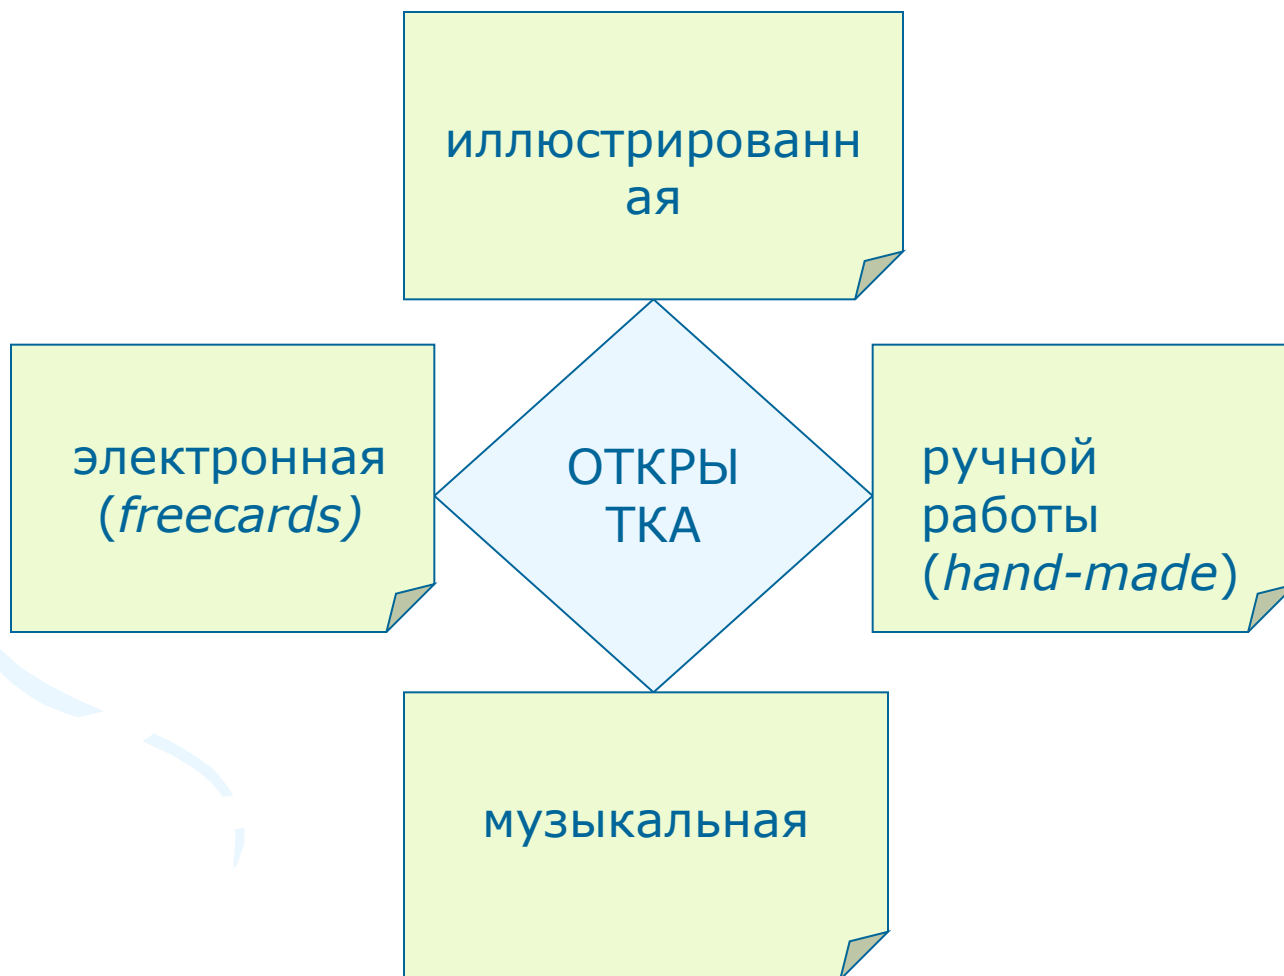 иллюстрированн
ая
электронная
(freecards)
ОТКРЫ
ТКА
ручной
работы
(hand-made)
музыкальная